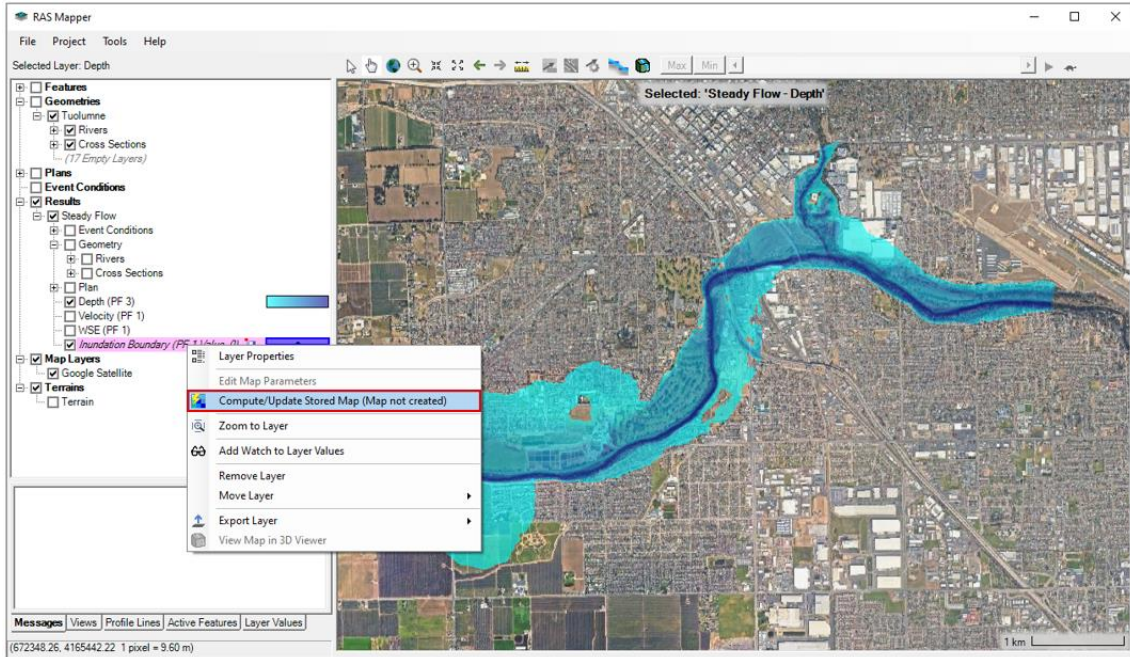 RAS Mapper
File Project Tools Help
Selected Layer: Depth
Max Min
Features
Geometries
Tuolumne
Rivers
Cross Sections
(17 Empty Layers)
Plans
Event Conditions
Results
Steady Flow
Event Conditions
Geometry
Rivers
Cross Sections
Plan
Depth (PF 3)
Velocity (PF 1)
WSE (PF 1)
Inundation Boundary (PF 1
Map Layers
Google Satellite
Terrains
Terrain
Layer Properties
Edit Map Parameters
Compute/Update Stored Map (Map not created)
Zoom to Layer
Add Watch to Layer Values
Remove Layer
Move Layer
Export Layer
View Map in 3D Viewer
Selected: 'Steady Flow - Depth'
1 km
Messages Views Profile Lines Active Features Layer Values
(672348.26, 4165442.22 1 pixel = 9.60 m)